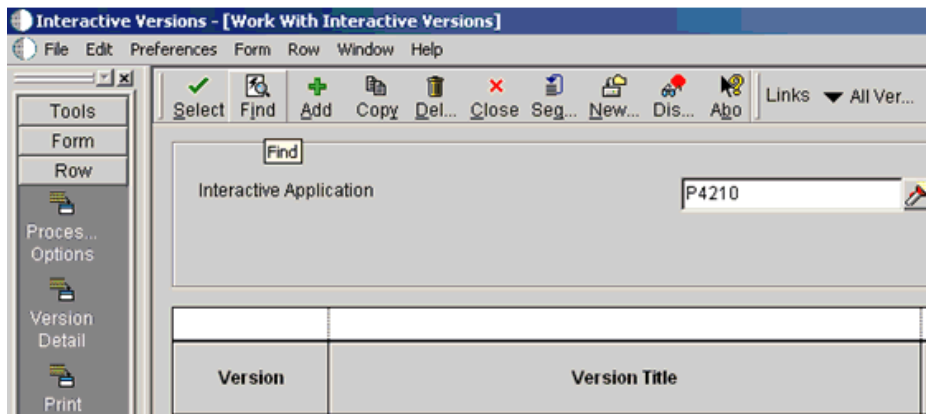 Interactive Versions - [Work With Interactive Versions]
File Edit Preferences Form Row Window Help
Select Find Add Copy Del... Close Seq... New... Dis... Abo Links All Ver...
Tools
Form
Row
Find
Interactive Application P4210
Proces...
Options
Version
Detail
Print
Version Version Title